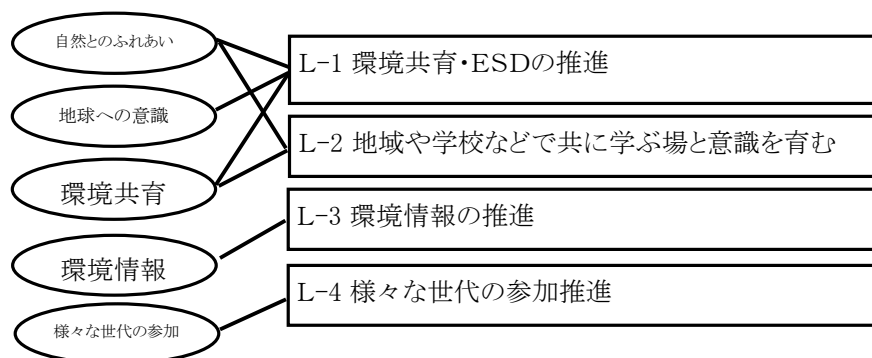 自然とのふれあい
地球への意識
環境共育
環境情報
様々な世代の参加
L-1 環境共育・ESDの推進
L-2 地域や学校などで共に学ぶ場と意識を育む
L-3 環境情報の推進
L-4 様々な世代の参加推進